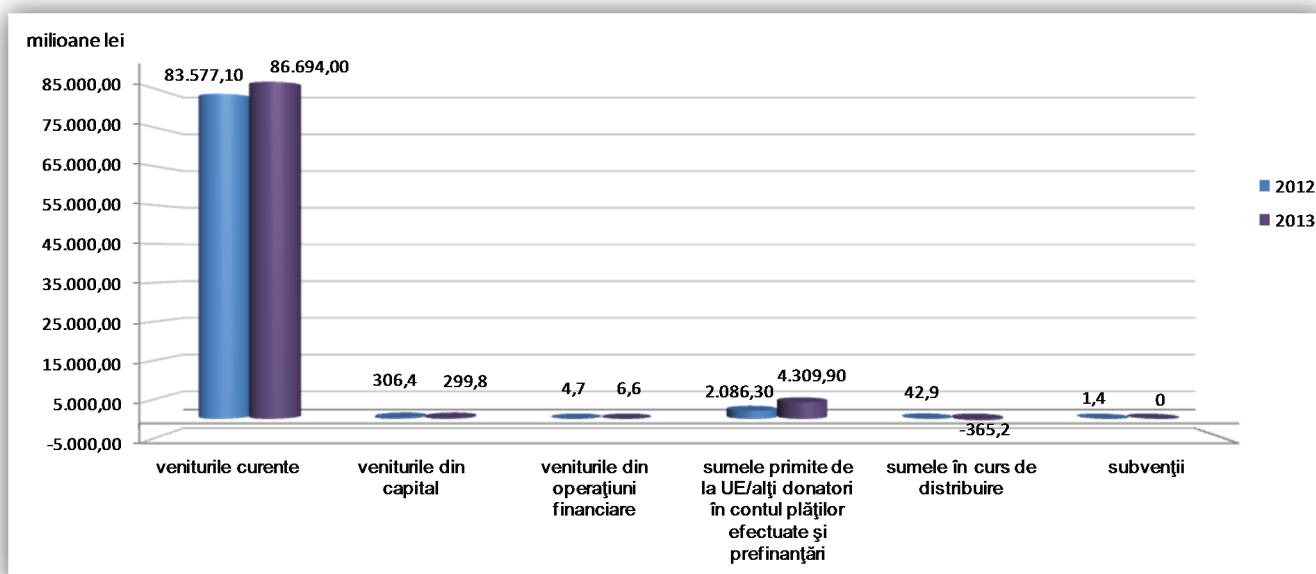 milioane lei
83.577,10
86.694,00
85.000,00
75.000,00
65.000,00
55.000,00
45.000,00
35.000,00
25.000,00
15.000,00
5.000,00
-5.000,00
306,4
299,8
4,7
6,6
2.086,30
4.309,90
42,9
-365,2
1,4
0
2012
2013
veniturile curente
veniturile din
capital
veniturile din
operaţiuni
financiare
sumele primite de
la UE/alţi donatori
în contul plăţilor
efectuate şi
prefinanţări
sumele în curs de
distribuire
subvenţii